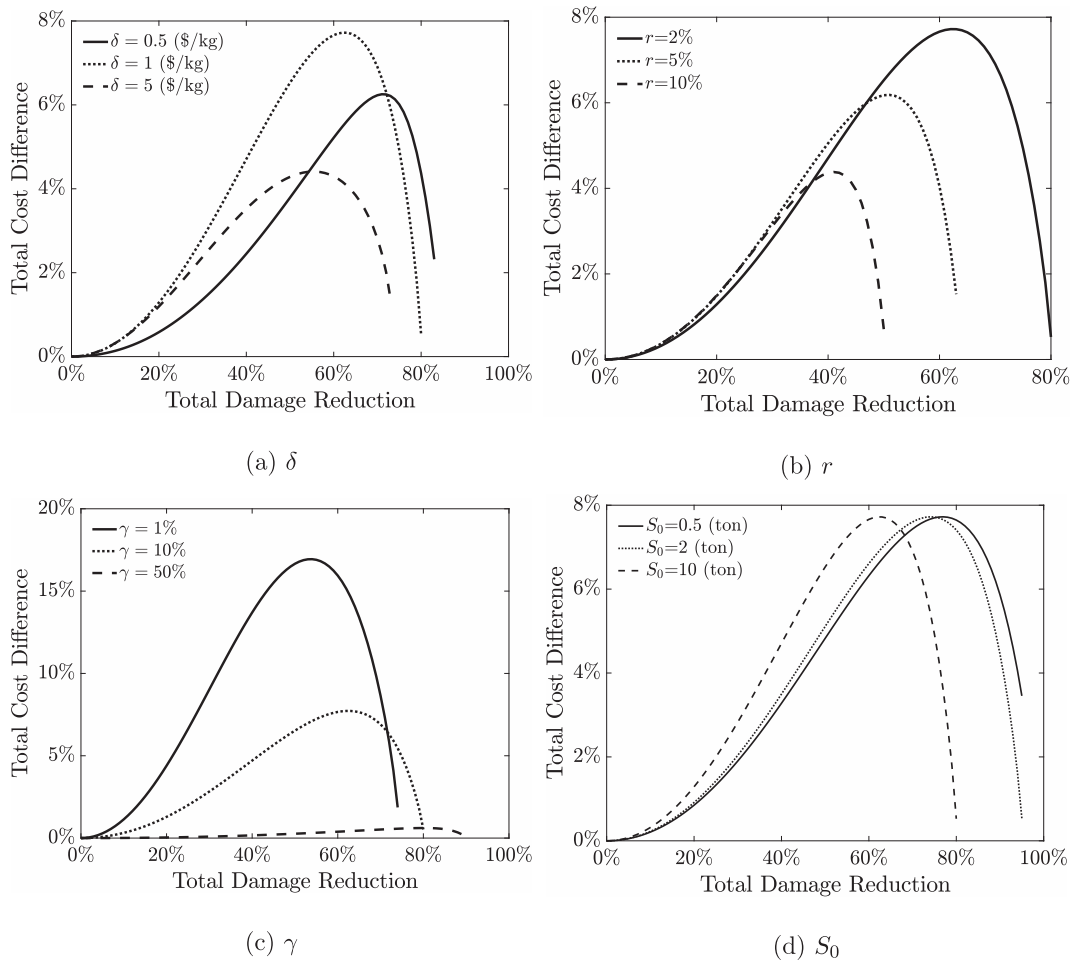 8%
6%
4%
2%
0%
δ = 0.5 ($/kg)
δ = 1 ($/kg)
δ = 5 ($/kg)
0% 20% 40% 60% 80% 100%
Total Damage Reduction
Total Cost Difference
(a) δ
8%
6%
4%
2%
0%
r=2%
r=5%
r=10%
0% 20% 40% 60% 80%
Total Damage Reduction
Total Cost Difference
(b) r
20%
15%
10%
5%
0%
γ = 1%
γ = 10%
γ = 50%
0% 20% 40% 60% 80% 100%
Total Damage Reduction
Total Cost Difference
(c) γ
8%
6%
4%
2%
0%
S₀=0.5 (ton)
S₀=2 (ton)
S₀=10 (ton)
0% 20% 40% 60% 80% 100%
Total Damage Reduction
Total Cost Difference
(d) S₀